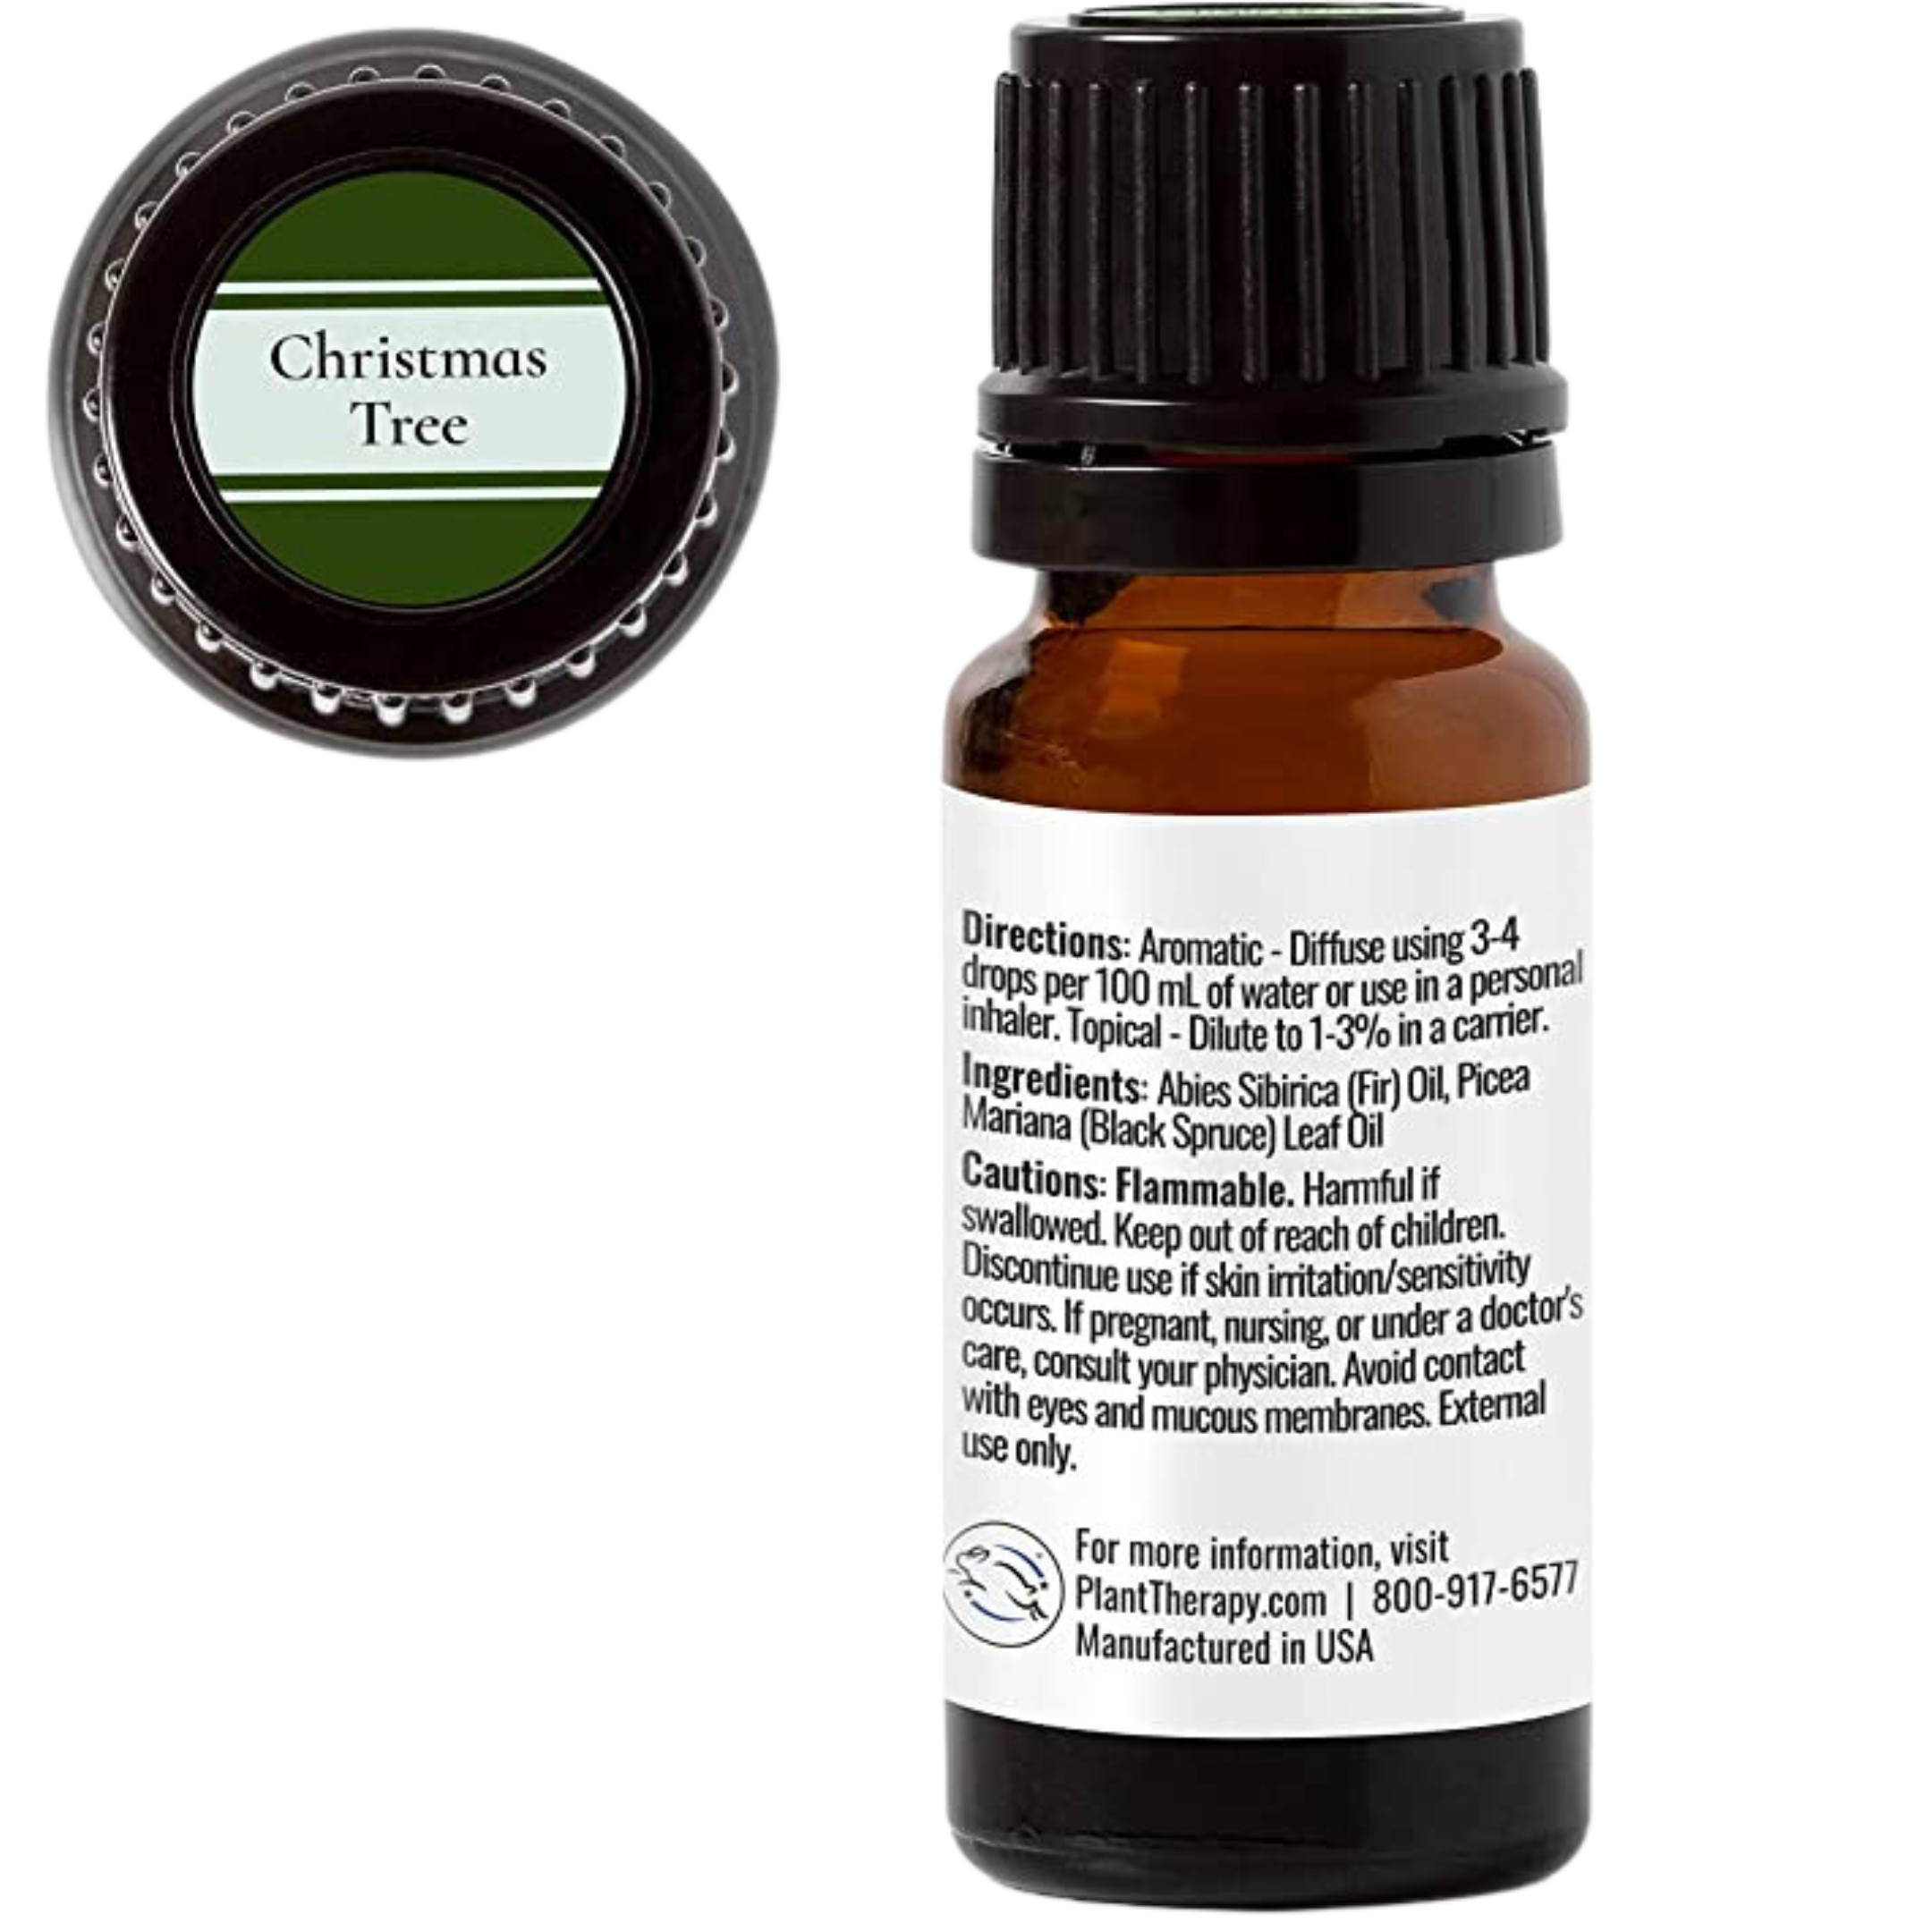 Christmas
Tree
Directions: Aromatic - Diffuse using 3-4
drops per 100 mL of water or use in a personal
inhaler. Topical - Dilute to 1-3% in a carrier.
Ingredients: Abies Sibirica (Fir) Oil, Picea
Mariana (Black Spruce) Leaf Oil
Cautions: Flammable. Harmful if
swallowed. Keep out of reach of children.
Discontinue use if skin irritation/sensitivity
occurs. If pregnant, nursing, or under a doctor's
care, consult your physician. Avoid contact
with eyes and mucous membranes. External
use only.
For more information, visit
PlantTherapy.com | 800-917-6577
Manufactured in USA